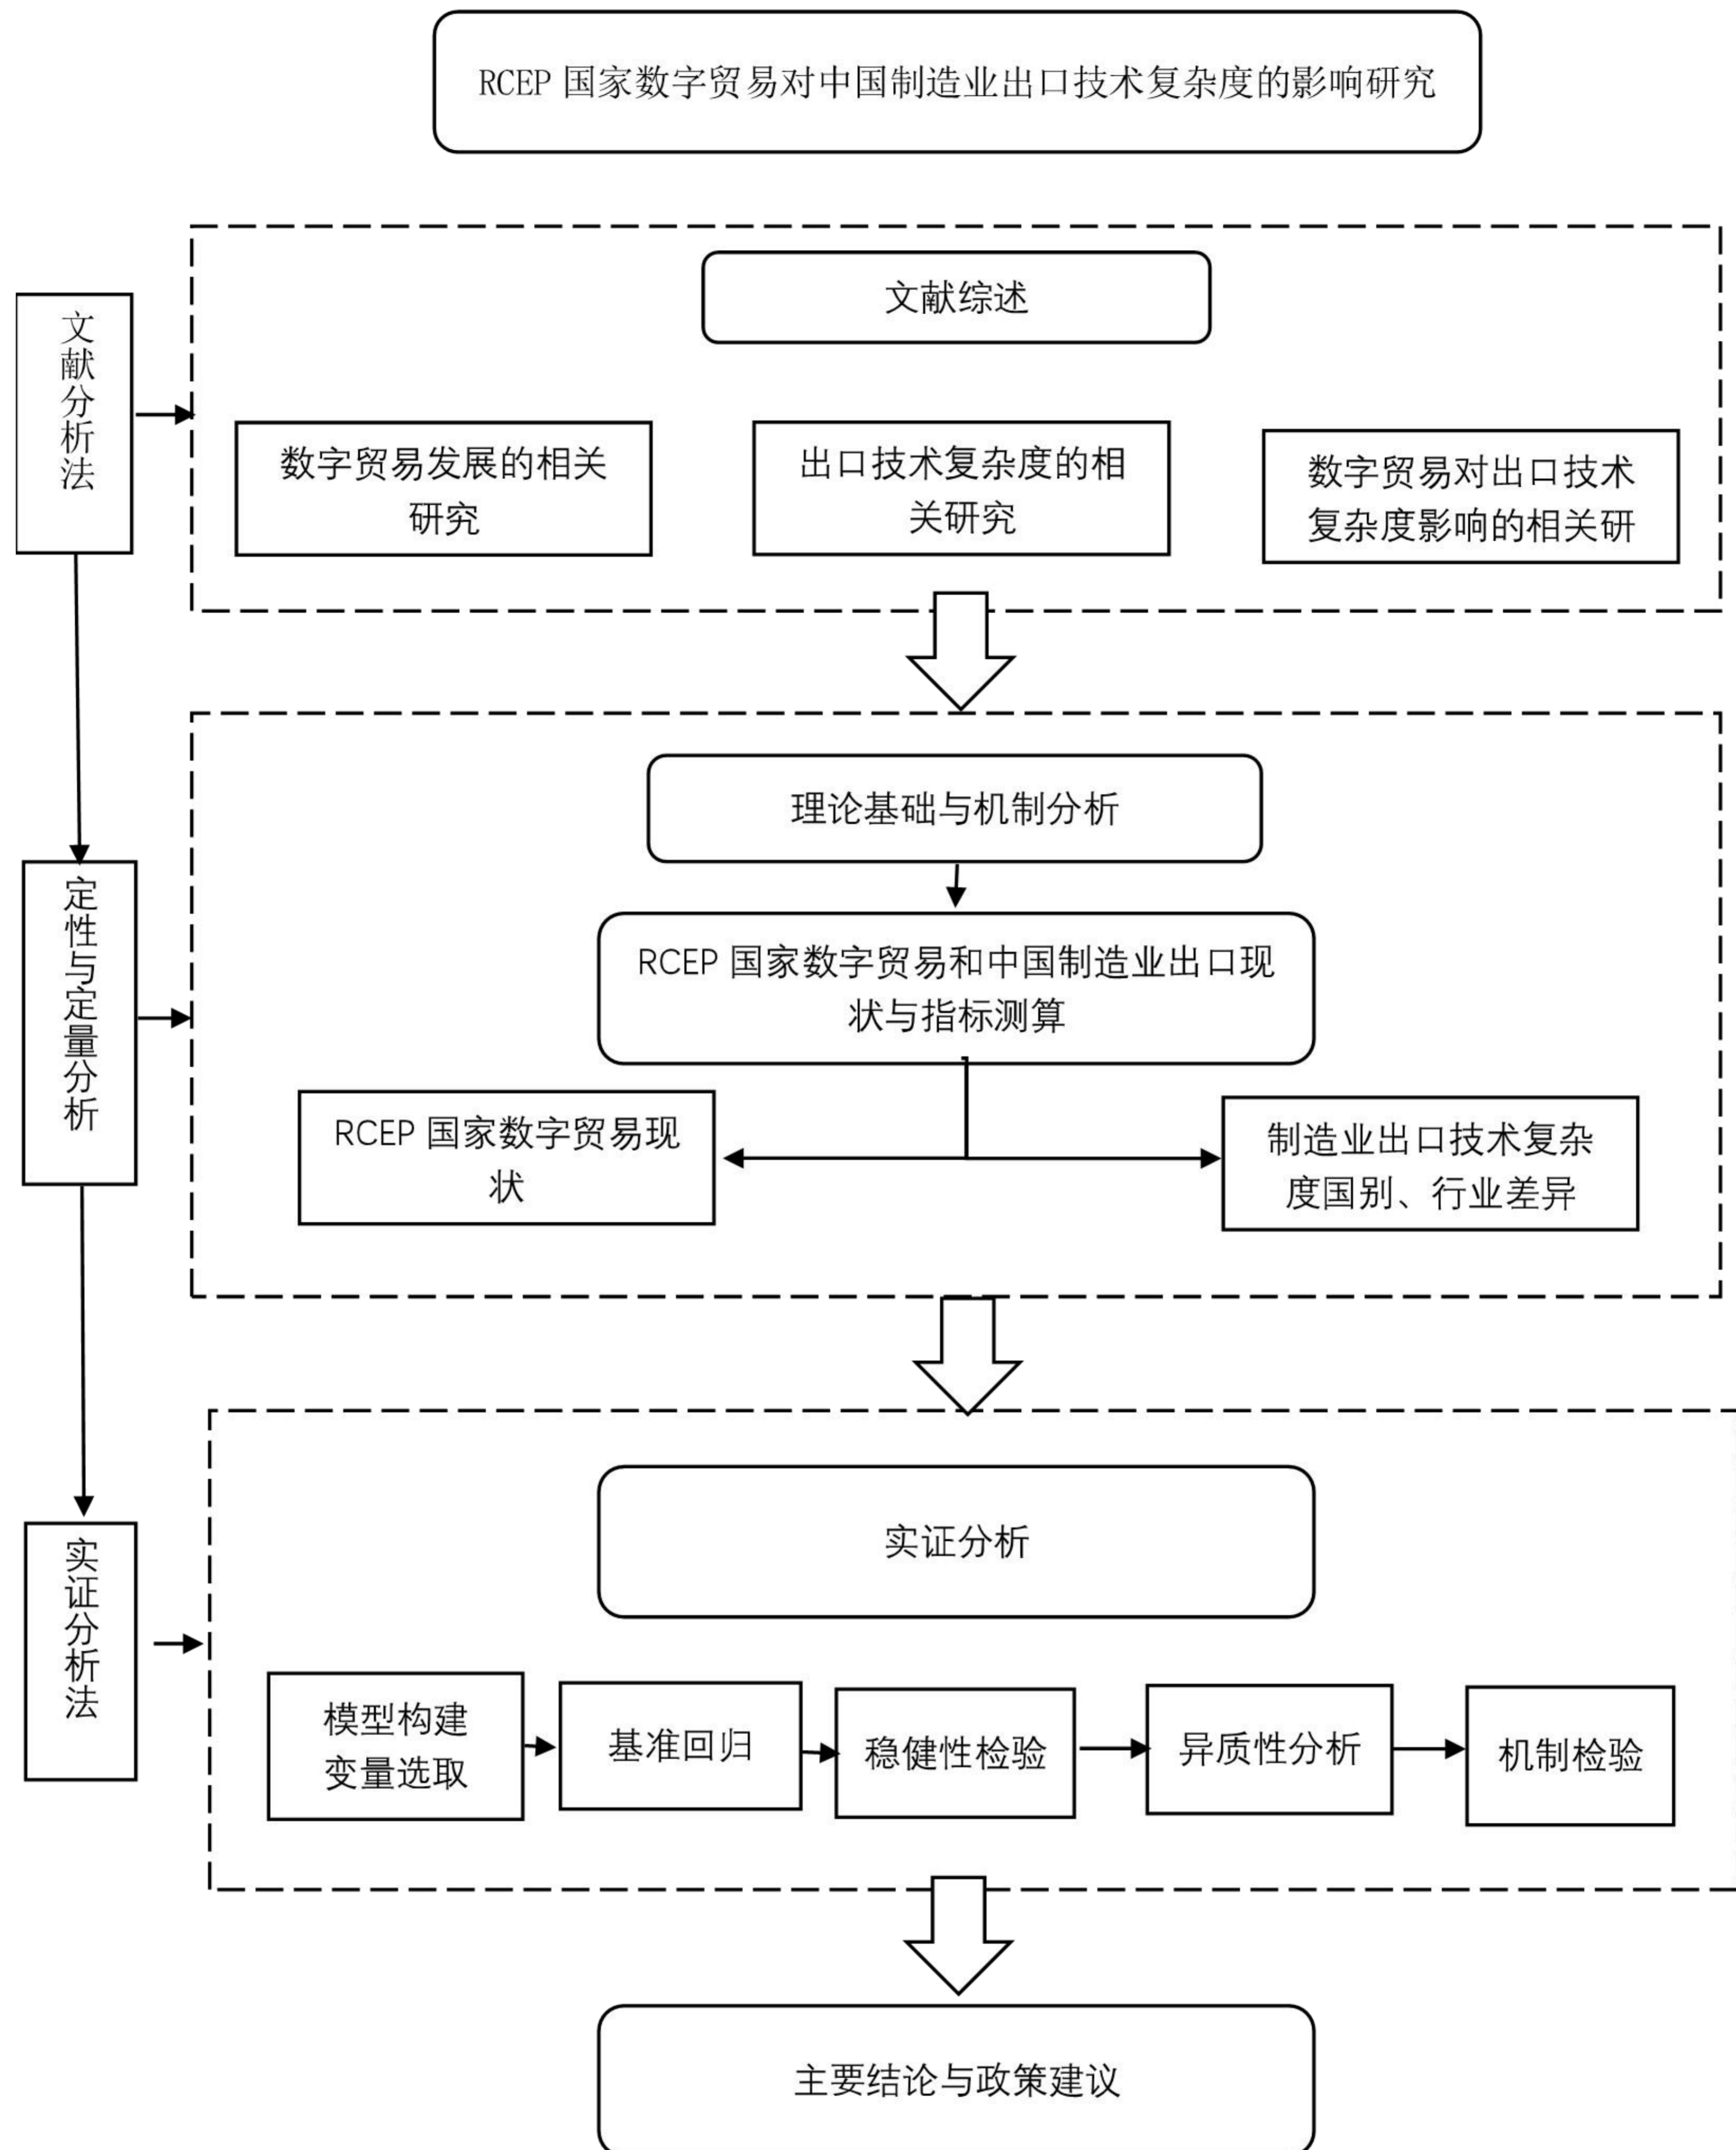 RCEP 国家数字贸易对中国制造业出口技术复杂度的影响研究
文献分析法
文献综述
数字贸易发展的相关
研究
出口技术复杂度的相
关研究
数字贸易对出口技术
复杂度影响的相关研
定性与定量分析
理论基础与机制分析
RCEP 国家数字贸易和中国制造业出口现
状与指标测算
RCEP 国家数字贸易现
状
制造业出口技术复杂
度国别、行业差异
实证分析法
实证分析
模型构建
变量选取
基准回归
稳健性检验
异质性分析
机制检验
主要结论与政策建议